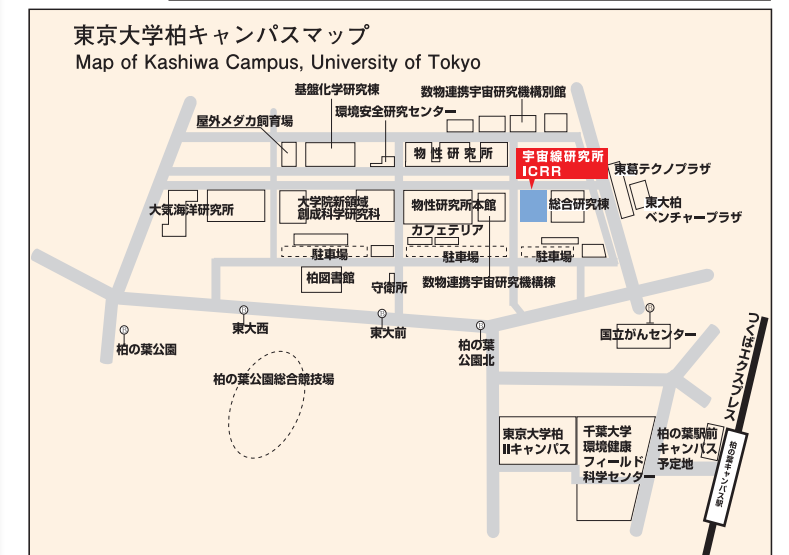 東京大学柏キャンパスマップ
Map of Kashiwa Campus, University of Tokyo
基盤化学研究棟
数物連携宇宙研究機構別館
環境安全研究センター
屋外メダカ飼育場
物性研究所
宇宙線研究所
ICRR
東葛テクノプラザ
大気海洋研究所
大学院新領域
創成科学研究科
物性研究所本館
総合研究棟
東大柏
ベンチャープラザ
カフェテリア
駐車場
駐車場
駐車場
柏図書館
守衛所
数物連携宇宙研究機構棟
柏の葉公園
東大西
東大前
柏の葉
公園北
国立がんセンター
つくばエクスプレス
柏の葉公園総合競技場
東京大学柏
IIキャンパス
千葉大学
環境健康
フィールド
科学センター
柏の葉駅前
キャンパス
予定地
柏の葉キャンパス駅